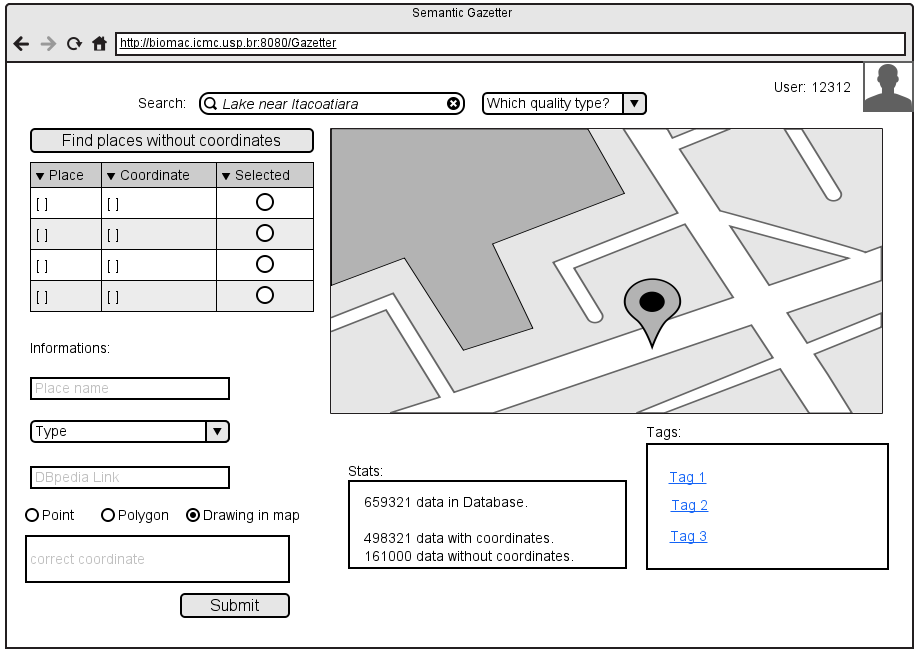 Semantic Gazetter
http://biomac.icmc.usp.br:8080/Gazetter
User: 12312
Search: Lake near Itacoatiara Which quality type?
Find places without coordinates
Place Coordinate Selected
[ ] [ ]
[ ] [ ]
[ ] [ ]
[ ] [ ]
Informations:
Place name
Type
DBpedia Link
Point Polygon Drawing in map
correct coordinate
Submit
Stats:
659321 data in Database.
498321 data with coordinates.
161000 data without coordinates.
Tags:
Tag 1
Tag 2
Tag 3